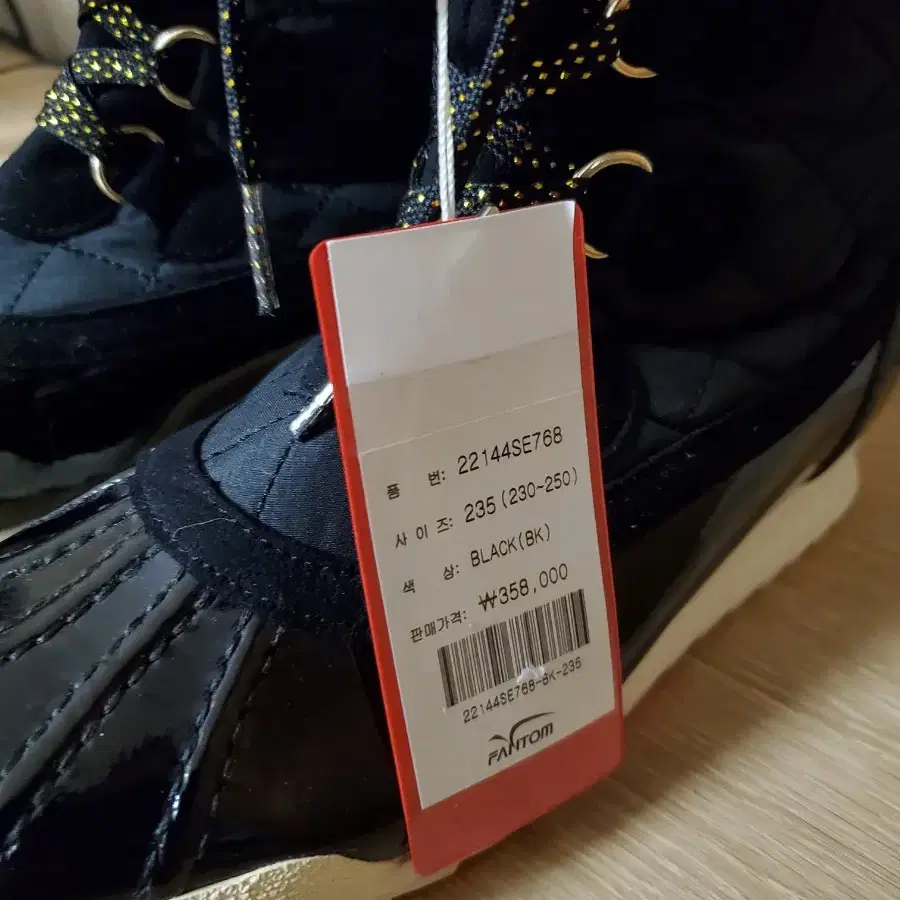 품 번: 22144SE768
사이즈: 235(230~250)
색 상: BLACK(BK)
판매가격: ₩358,000
22144SE768-BK-235
FANTOM